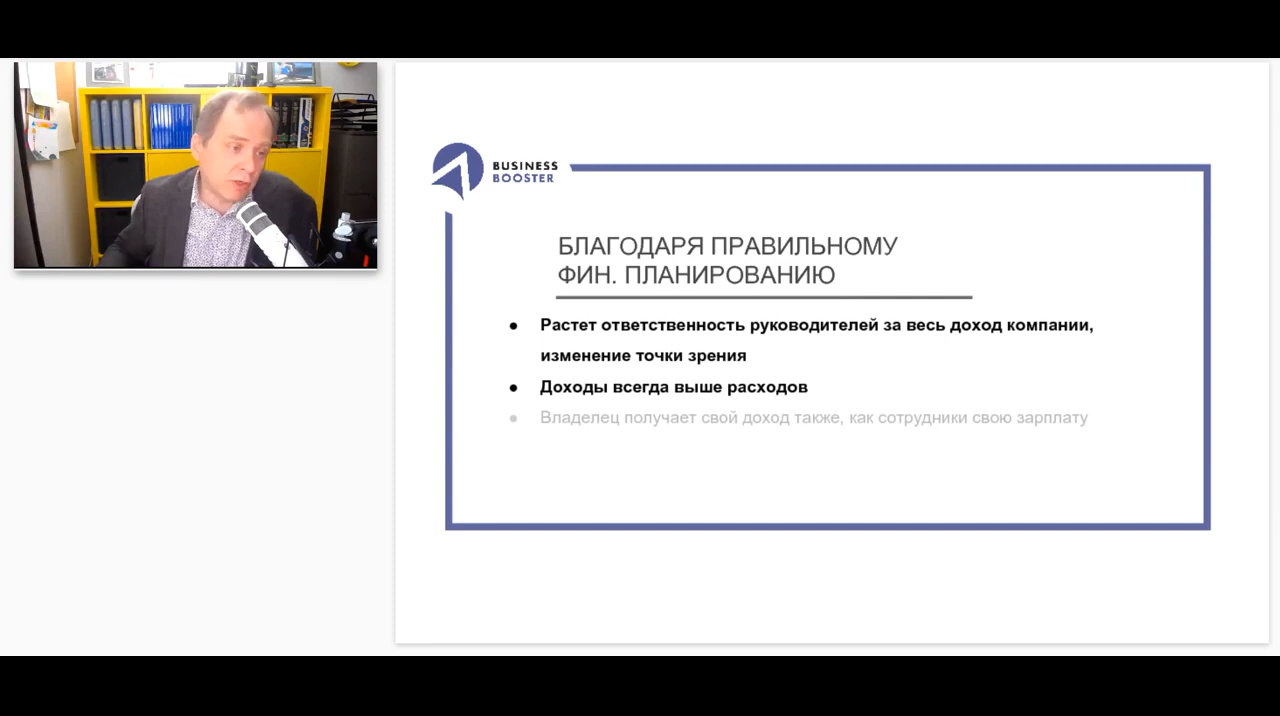 BUSINESS
BOOSTER
БЛАГОДАРЯ ПРАВИЛЬНОМУ
ФИН. ПЛАНИРОВАНИЮ
● Растет ответственность руководителей за весь доход компании,
изменение точки зрения
● Доходы всегда выше расходов
● Владелец получает свой доход также, как сотрудники свою зарплату